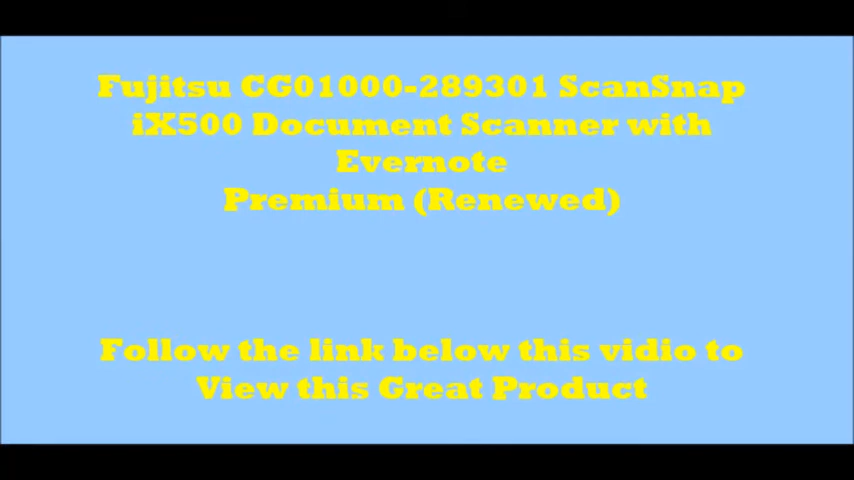 Fujitsu CG01000-289301 ScanSnap
iX500 Document Scanner with
Evernote
Premium (Renewed)
Follow the link below this vidio to
View this Great Product